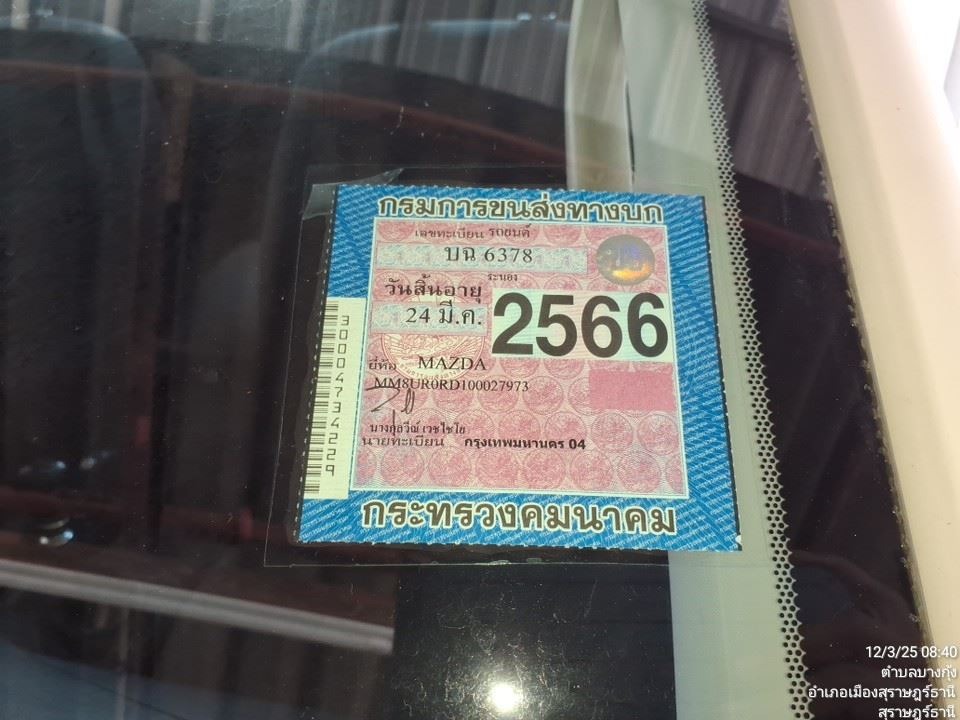 กรมการขนส่งทางบก
เลขทะเบียน รถยนต์
บฉ 6378
ระนอง
วันสิ้นอายุ
24 มี.ค. 2566
ยี่ห้อ MAZDA
MM8UR0RD100027973
นายทะเบียน กรุงเทพมหานคร 04
กระทรวงคมนาคม
300047342229
12/3/25 08:40
ตำบลบางกุ้ง
อำเภอเมืองสุราษฎร์ธานี
สุราษฎร์ธานี